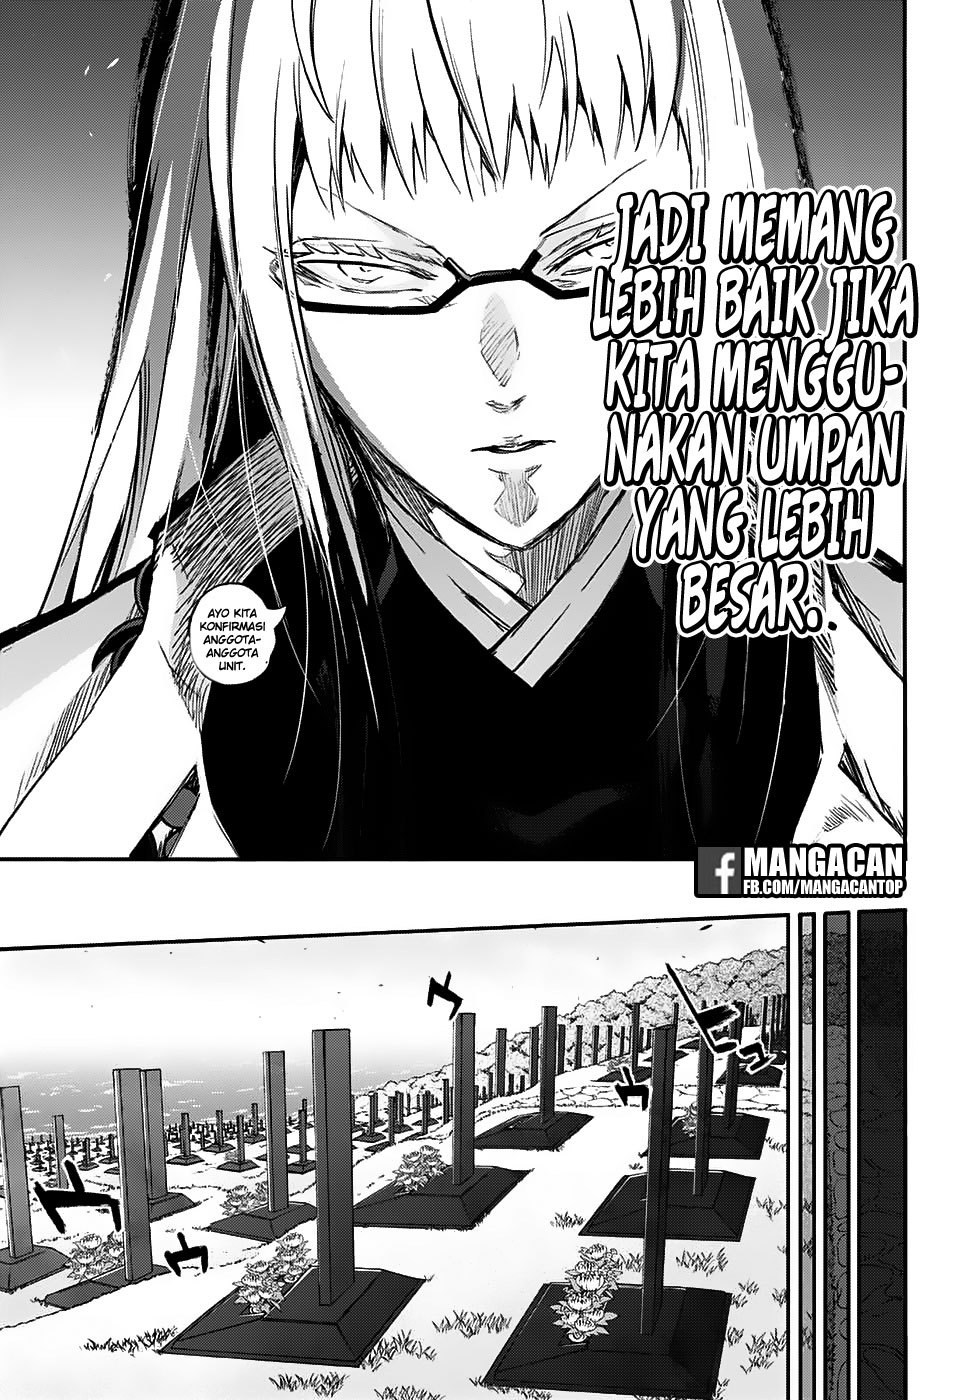 JADI MEMANG
LEBIH BAIK JIKA
KITA MENGGU-
NAKAN UMPAN
YANG LEBIH
BESAR.
AYO KITA
KONFIRMASI
ANGGOTA-
ANGGOTA
UNIT.
MANGACAN
FB.COM/MANGACANTOP